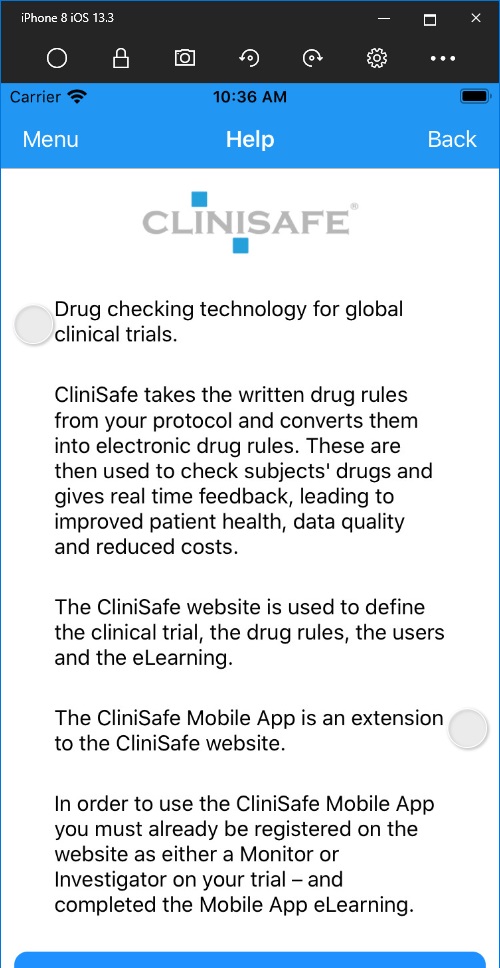 iPhone 8 iOS 13.3
Carrier
10:36 AM
Menu
Help
Back
CLINISAFE®
Drug checking technology for global
clinical trials.
CliniSafe takes the written drug rules
from your protocol and converts them
into electronic drug rules. These are
then used to check subjects' drugs and
gives real time feedback, leading to
improved patient health, data quality
and reduced costs.
The CliniSafe website is used to define
the clinical trial, the drug rules, the users
and the eLearning.
The CliniSafe Mobile App is an extension
to the CliniSafe website.
In order to use the CliniSafe Mobile App
you must already be registered on the
website as either a Monitor or
Investigator on your trial – and
completed the Mobile App eLearning.